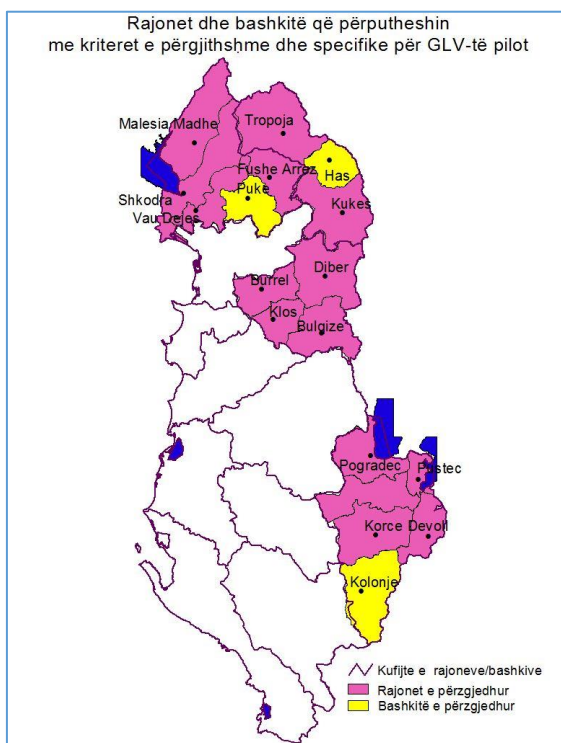 Rajonet dhe bashkitë që përputheshin
me kriteret e përgjithshme dhe specifike për GLV-të pilot
Malesia Madhe
Tropoja
Fushe Arrez
Has
Puke
Shkodra
Vau Dejes
Kukes
Diber
Burrel
Klos
Bulqize
Pogradec
Pustec
Korce
Devoll
Kolonje
Kufijte e rajoneve/bashkive
Rajonet e përzgjedhur
Bashkitë e përzgjedhur